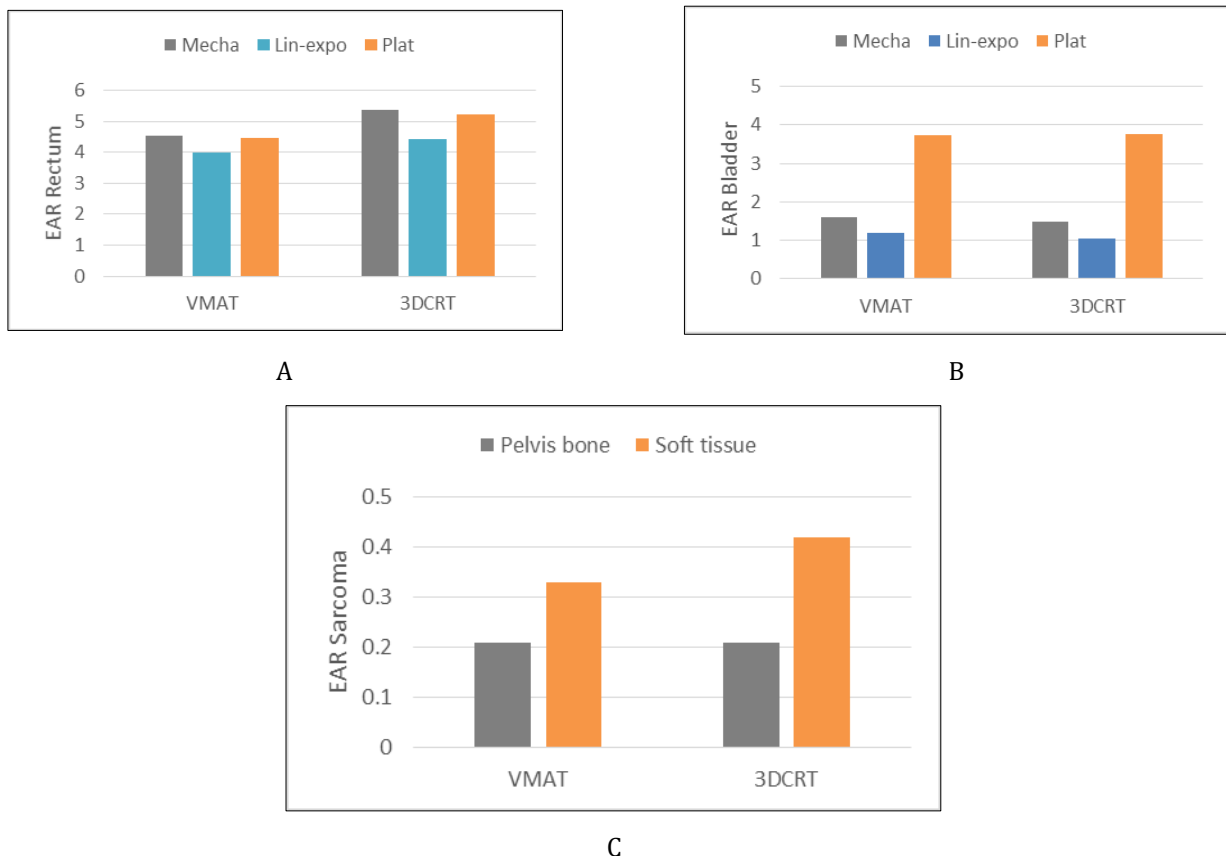 Mecha Lin-expo Plat
EAR Rectum
6
5
4
3
2
1
0
VMAT 3DCRT
A
Mecha Lin-expo Plat
EAR Bladder
5
4
3
2
1
0
VMAT 3DCRT
B
Pelvis bone Soft tissue
EAR Sarcoma
0.5
0.4
0.3
0.2
0.1
0
VMAT 3DCRT
C